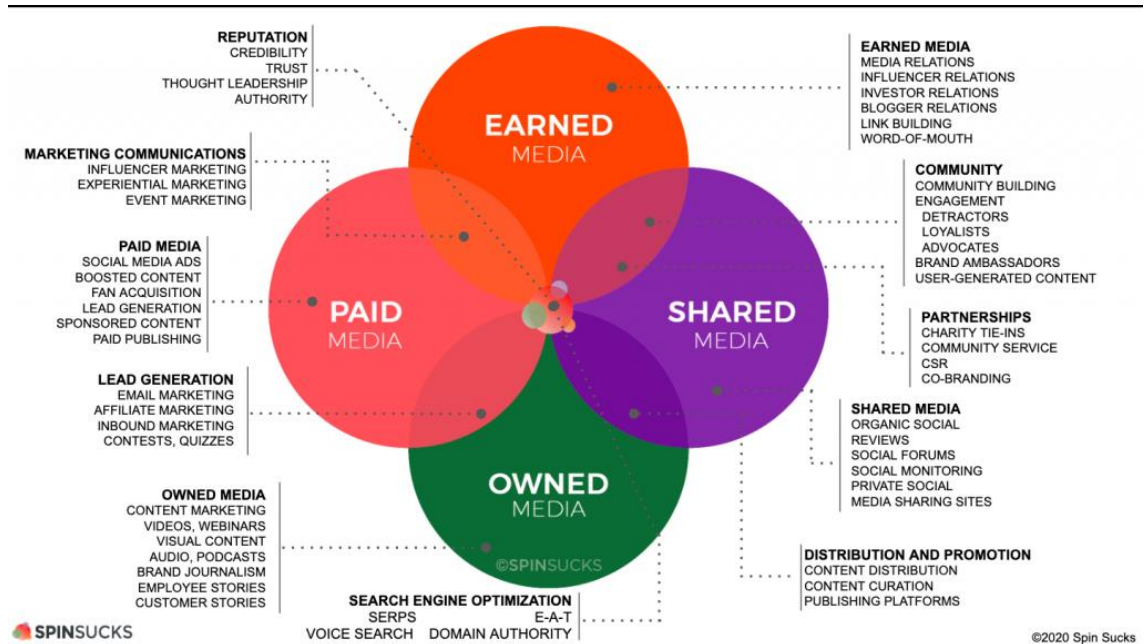 REPUTATION
CREDIBILITY
TRUST
THOUGHT LEADERSHIP
AUTHORITY
MARKETING COMMUNICATIONS
INFLUENCER MARKETING
EXPERIENTIAL MARKETING
EVENT MARKETING
PAID MEDIA
SOCIAL MEDIA ADS
BOOSTED CONTENT
FAN ACQUISITION
LEAD GENERATION
SPONSORED CONTENT
PAID PUBLISHING
LEAD GENERATION
EMAIL MARKETING
AFFILIATE MARKETING
INBOUND MARKETING
CONTESTS, QUIZZES
OWNED MEDIA
CONTENT MARKETING
VIDEOS, WEBINARS
VISUAL CONTENT
AUDIO, PODCASTS
BRAND JOURNALISM
EMPLOYEE STORIES
CUSTOMER STORIES
EARNED
MEDIA
PAID
MEDIA
SHARED
MEDIA
OWNED
MEDIA
©SPINSUCKS
SEARCH ENGINE OPTIMIZATION
SERPS E-A-T
VOICE SEARCH DOMAIN AUTHORITY
EARNED MEDIA
MEDIA RELATIONS
INFLUENCER RELATIONS
INVESTOR RELATIONS
BLOGGER RELATIONS
LINK BUILDING
WORD-OF-MOUTH
COMMUNITY
COMMUNITY BUILDING
ENGAGEMENT
DETRACTORS
LOYALISTS
ADVOCATES
BRAND AMBASSADORS
USER-GENERATED CONTENT
PARTNERSHIPS
CHARITY TIE-INS
COMMUNITY SERVICE
CSR
CO-BRANDING
SHARED MEDIA
ORGANIC SOCIAL
REVIEWS
SOCIAL FORUMS
SOCIAL MONITORING
PRIVATE SOCIAL
MEDIA SHARING SITES
DISTRIBUTION AND PROMOTION
CONTENT DISTRIBUTION
CONTENT CURATION
PUBLISHING PLATFORMS
SPINSUCKS
©2020 Spin Sucks